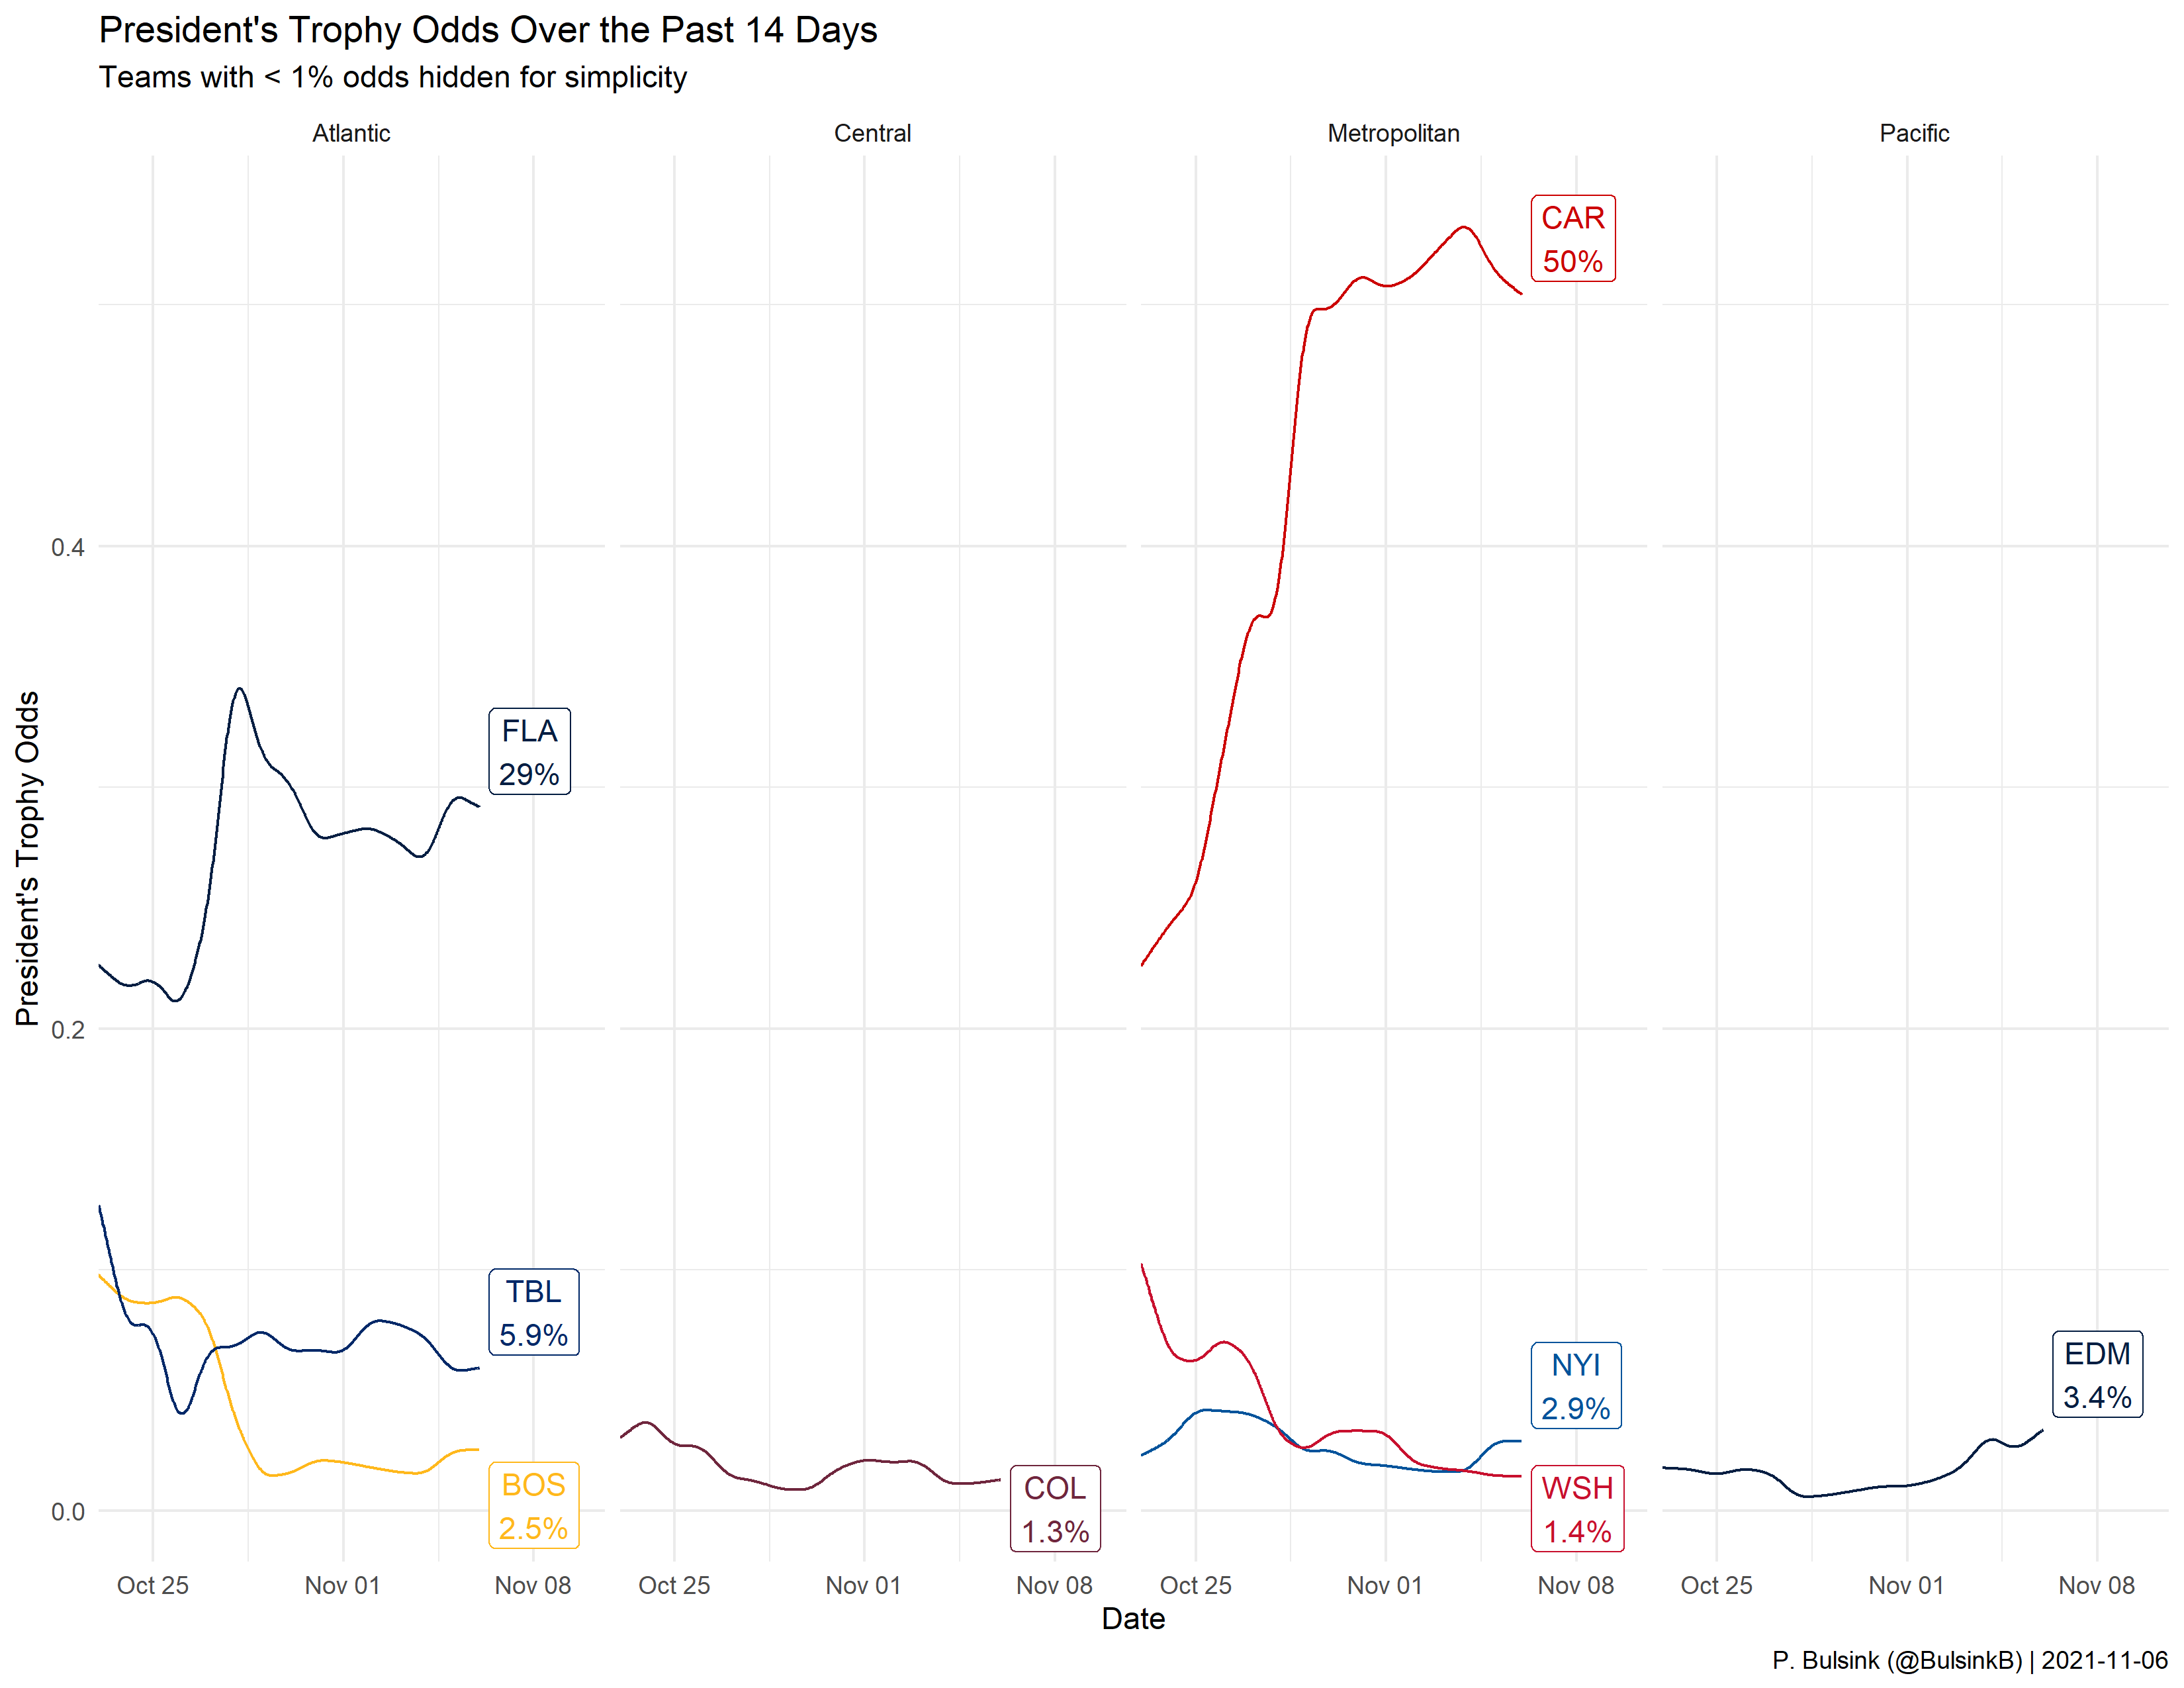 President's Trophy Odds Over the Past 14 Days
Teams with < 1% odds hidden for simplicity
Atlantic
Central
Metropolitan
Pacific
President's Trophy Odds
0.4
0.2
0.0
FLA
29%
TBL
5.9%
BOS
2.5%
COL
1.3%
CAR
50%
NYI
2.9%
WSH
1.4%
EDM
3.4%
Oct 25
Nov 01
Nov 08
Oct 25
Nov 01
Nov 08
Oct 25
Nov 01
Nov 08
Oct 25
Nov 01
Nov 08
Date
P. Bulsink (@BulsinkB) | 2021-11-06